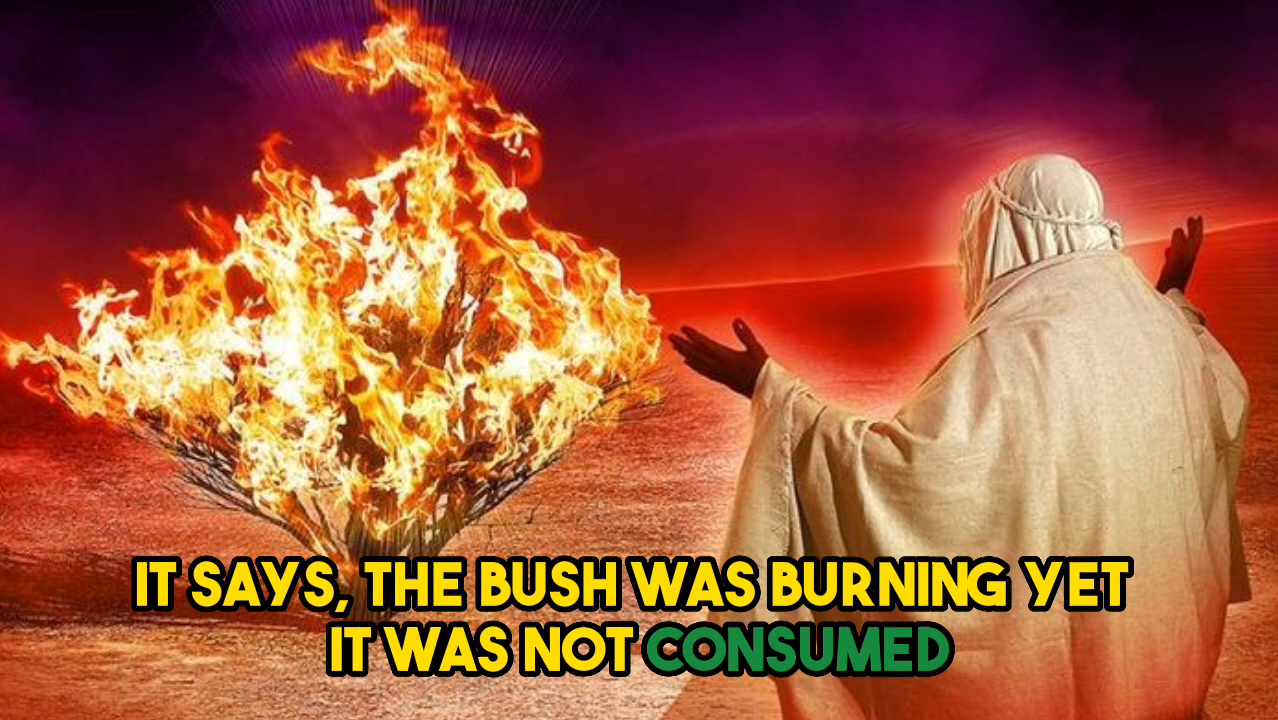 IT SAYS, THE BUSH WAS BURNING YET
IT WAS NOT CONSUMED